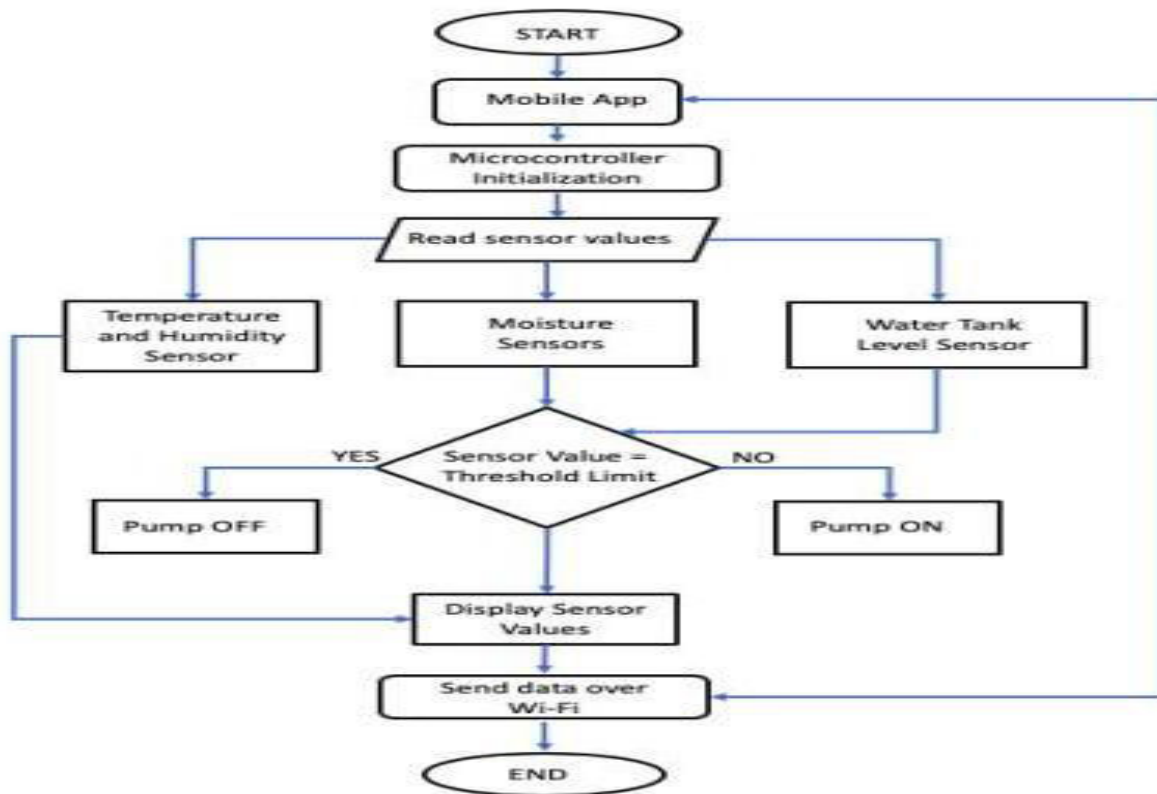 START
Mobile App
Microcontroller
Initialization
Read sensor values
Temperature
and Humidity
Sensor
Moisture
Sensors
Water Tank
Level Sensor
YES
Sensor Value =
Threshold Limit
NO
Pump OFF
Pump ON
Display Sensor
Values
Send data over
Wi-Fi
END